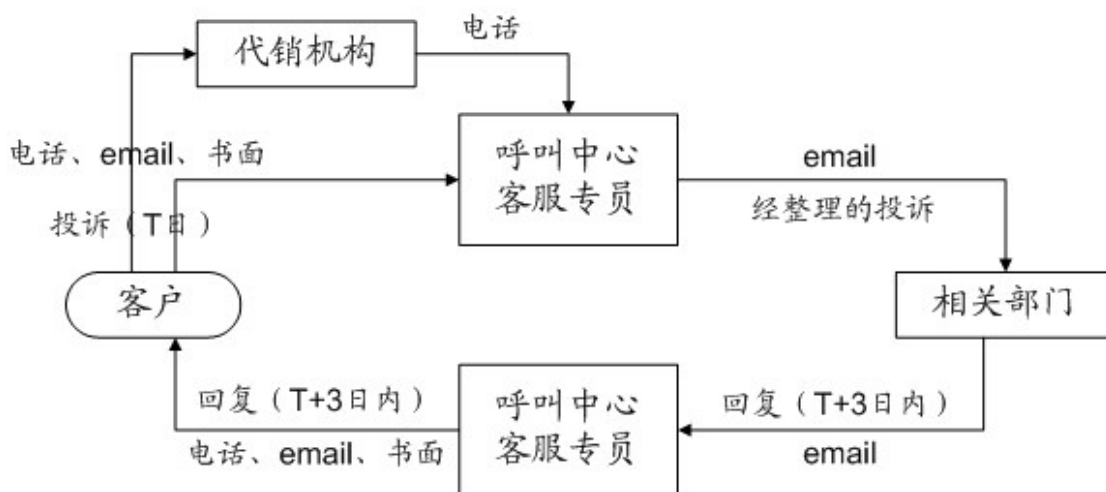 代销机构
电话
电话、email、书面
呼叫中心
客服专员
email
经整理的投诉
投诉（T日）
客户
相关部门
回复（T+3日内）
电话、email、书面
呼叫中心
客服专员
回复（T+3日内）
email